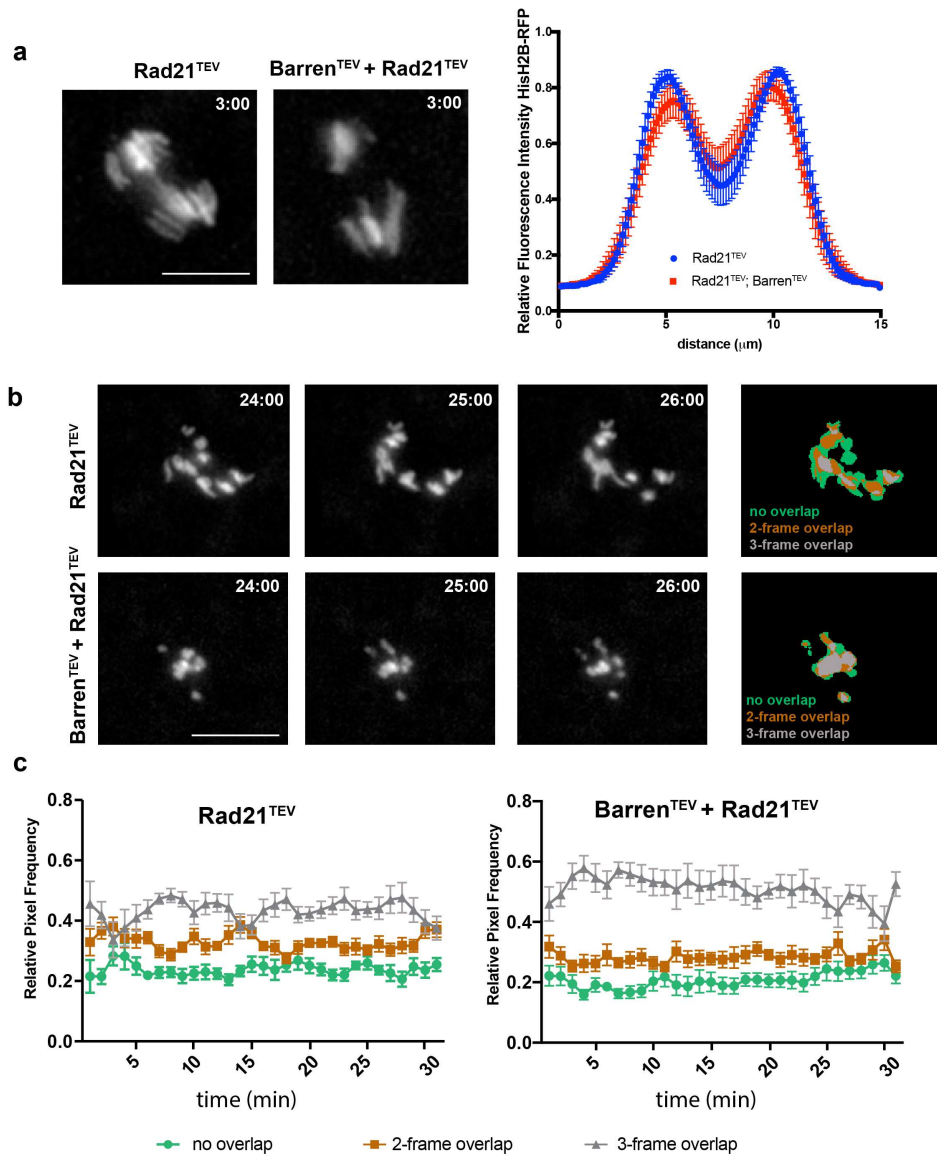 a
Rad21TEV
BarrenTEV + Rad21TEV
3:00
3:00
Relative Fluorescence Intensity HisH2B-RFP
1.0
0.8
0.6
0.4
0.2
0.0
0
5
10
15
distance (μm)
Rad21TEV
Rad21TEV; BarrenTEV
b
Rad21TEV
24:00
25:00
26:00
no overlap
2-frame overlap
3-frame overlap
BarrenTEV + Rad21TEV
24:00
25:00
26:00
no overlap
2-frame overlap
3-frame overlap
c
Rad21TEV
Relative Pixel Frequency
0.8
0.6
0.4
0.2
0.0
5
10
15
20
25
30
time (min)
BarrenTEV + Rad21TEV
Relative Pixel Frequency
0.8
0.6
0.4
0.2
0.0
5
10
15
20
25
30
time (min)
no overlap
2-frame overlap
3-frame overlap